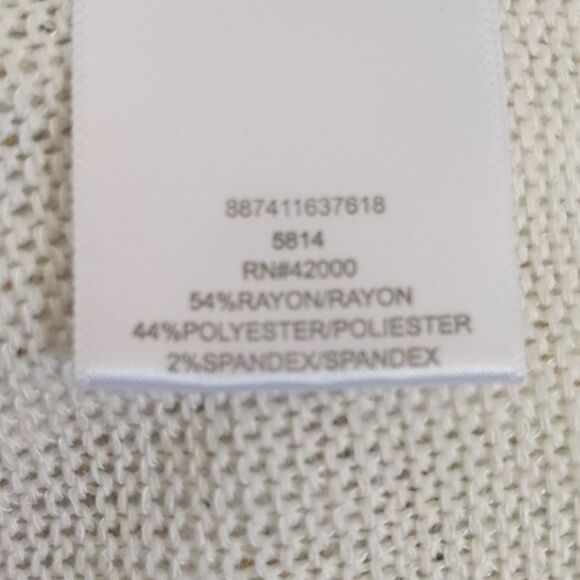 887411637618
5814
RN#42000
54%RAYON/RAYON
44%POLYESTER/POLIESTER
2%SPANDEX/SPANDEX